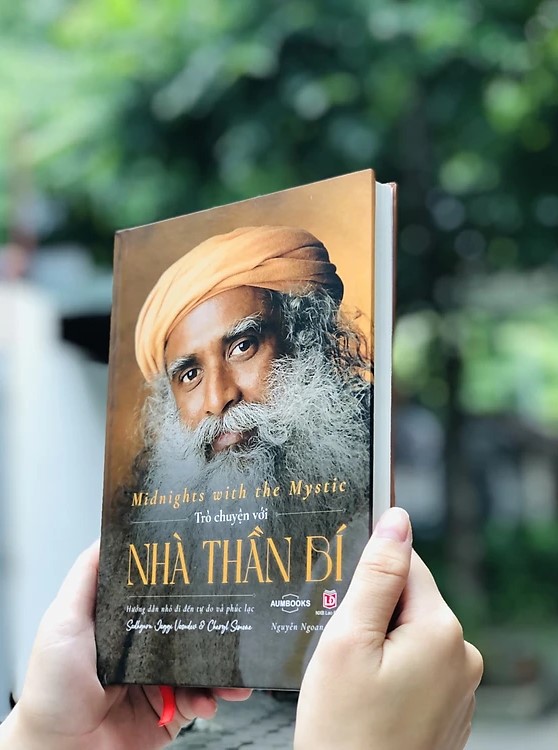 Midnights with the Mystic
Trò chuyện với
NHÀ THẦN BÍ
Hướng dẫn nhỏ đi đến tự do và phúc lạc
AUMBOOKS
Sadhguru Jaggi Vasudev & Cheryl Simone
Nguyên Ngoan